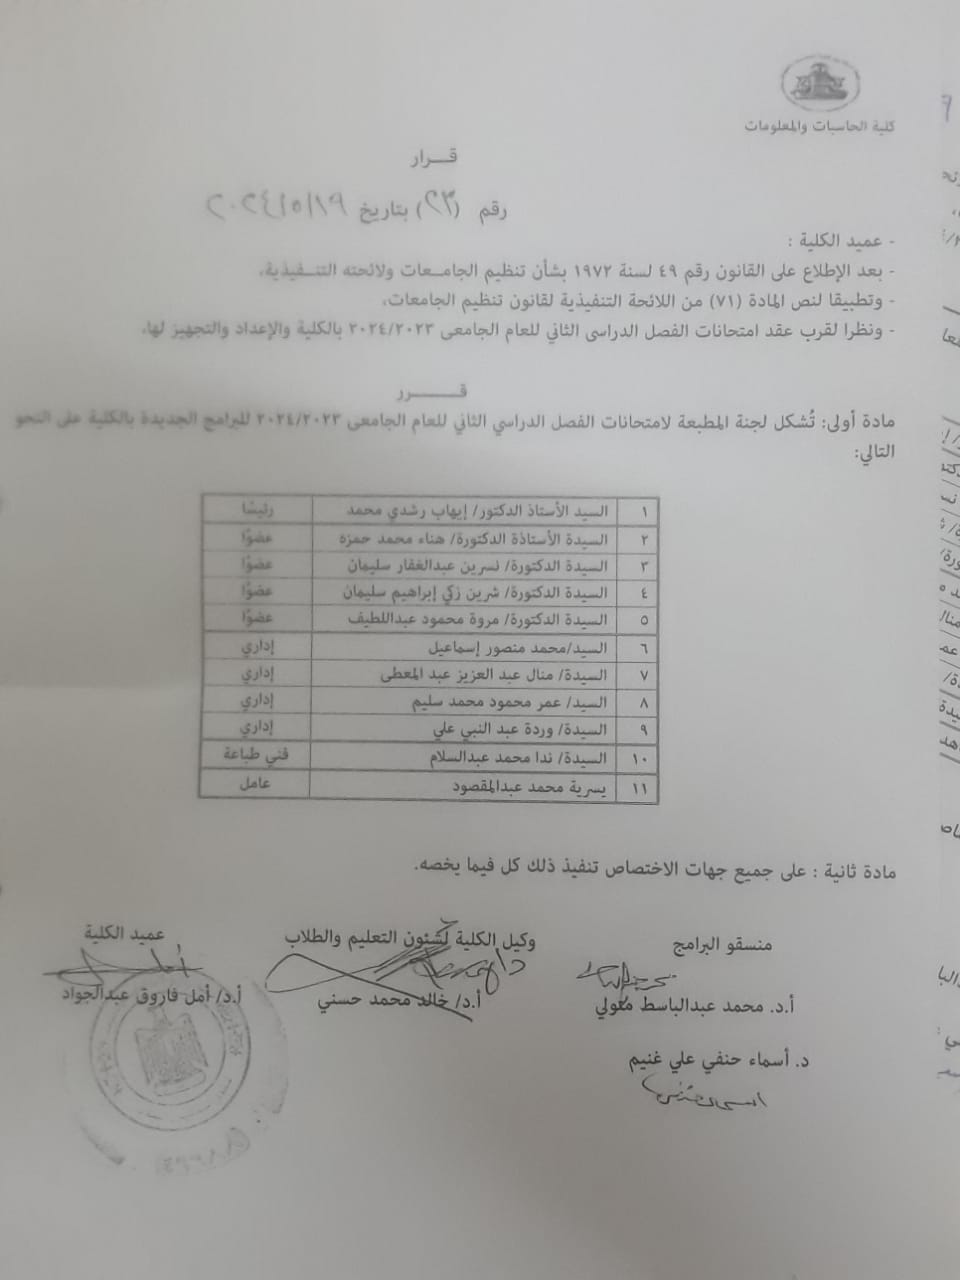 كلية الحاسبات والمعلومات
قـــرار
رقم (٢٣) بتاريخ ٢٠٢٤/٥/١٩
- عميد الكلية :
- بعد الإطلاع على القانون رقم ٤٩ لسنة ١٩٧٢ بشأن تنظيم الجامعات ولائحته التنفيذية،
- وتطبيقا لنص المادة (٧١) من اللائحة التنفيذية لقانون تنظيم الجامعات،
- ونظرا لقرب عقد امتحانات الفصل الدراسى الثاني للعام الجامعى ٢٠٢٤/٢٠٢٣ بالكلية والإعداد والتجهيز لها،
قـــــرر
مادة أولى: تُشكل لجنة المطبعة لامتحانات الفصل الدراسي الثاني للعام الجامعى ٢٠٢٤/٢٠٢٣ للبرامج الجديدة بالكلية على النحو
التالي:
١ السيد الأستاذ الدكتور/ إيهاب رشدي محمد رئيسًا
٢ السيدة الأستاذة الدكتورة/ هناء محمد حمزه عضوًا
٣ السيدة الدكتورة/ نسرين عبدالغفار سليمان عضوًا
٤ السيدة الدكتورة/ شرين زكي إبراهيم سليمان عضوًا
٥ السيدة الدكتورة/ مروة محمود عبداللطيف عضوًا
٦ السيد/محمد منصور إسماعيل إداري
٧ السيدة/ منال عبد العزيز عبد المعطى إداري
٨ السيد/ عمر محمود محمد سليم إداري
٩ السيدة/ وردة عبد النبي علي إداري
١٠ السيدة/ ندا محمد عبدالسلام فني طباعة
١١ يسرية محمد عبدالمقصود عامل
مادة ثانية : على جميع جهات الاختصاص تنفيذ ذلك كل فيما يخصه.
منسقو البرامج وكيل الكلية لشئون التعليم والطلاب عميد الكلية
أ.د. محمد عبدالباسط متولي أ.د/ خالد محمد حسني أ.د/ أمل فاروق عبدالجواد
د. أسماء حنفي علي غنيم